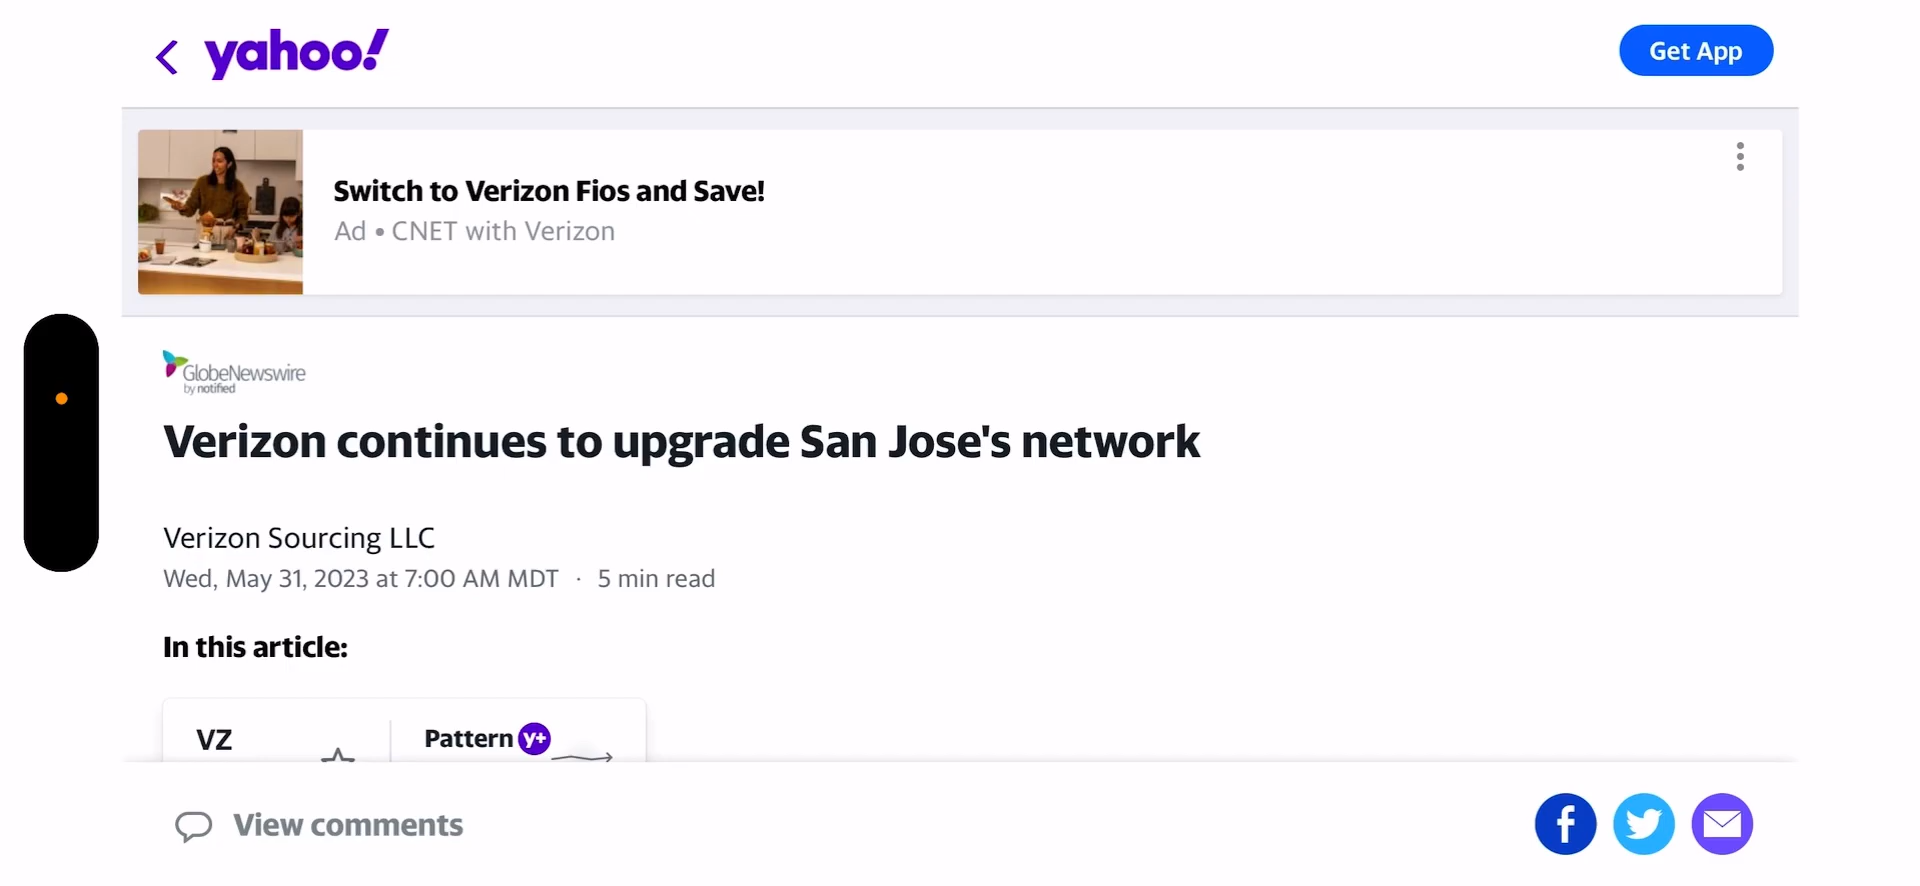 yahoo!
Get App
Switch to Verizon Fios and Save!
Ad • CNET with Verizon
GlobeNewswire
by notified
Verizon continues to upgrade San Jose's network
Verizon Sourcing LLC
Wed, May 31, 2023 at 7:00 AM MDT · 5 min read
In this article:
VZ
Pattern y+
View comments